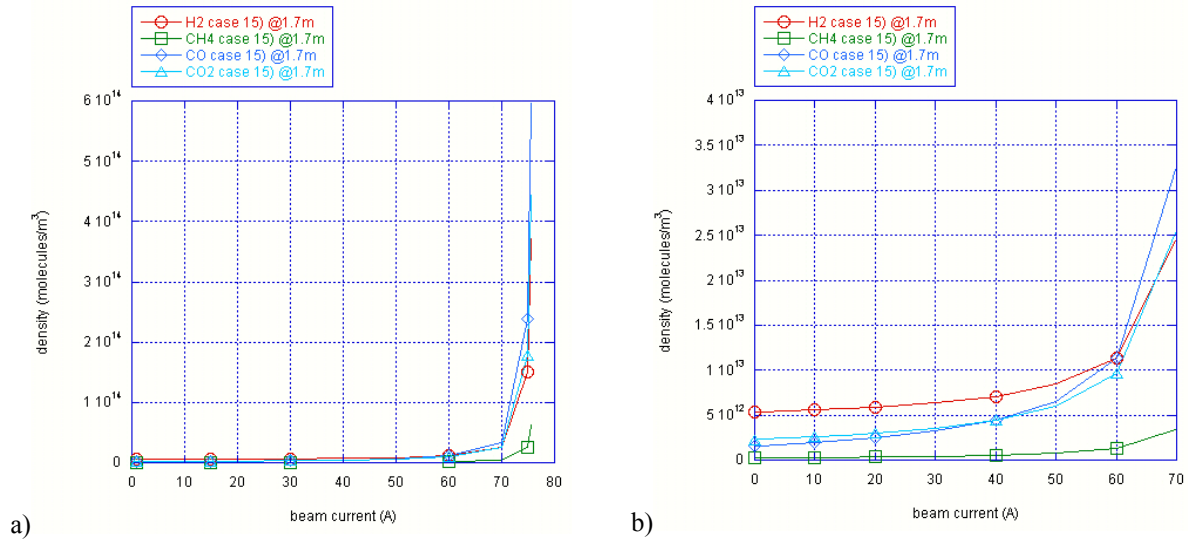 H2 case 15) @1.7m
CH4 case 15) @1.7m
CO case 15) @1.7m
CO2 case 15) @1.7m
6 10^14
5 10^14
4 10^14
3 10^14
2 10^14
1 10^14
0
density (molecules/m^3)
0 10 20 30 40 50 60 70 80
beam current (A)
a)
H2 case 15) @1.7m
CH4 case 15) @1.7m
CO case 15) @1.7m
CO2 case 15) @1.7m
4 10^13
3.5 10^13
3 10^13
2.5 10^13
2 10^13
1.5 10^13
1 10^13
5 10^12
0
density (molecules/m^3)
0 10 20 30 40 50 60 70
beam current (A)
b)